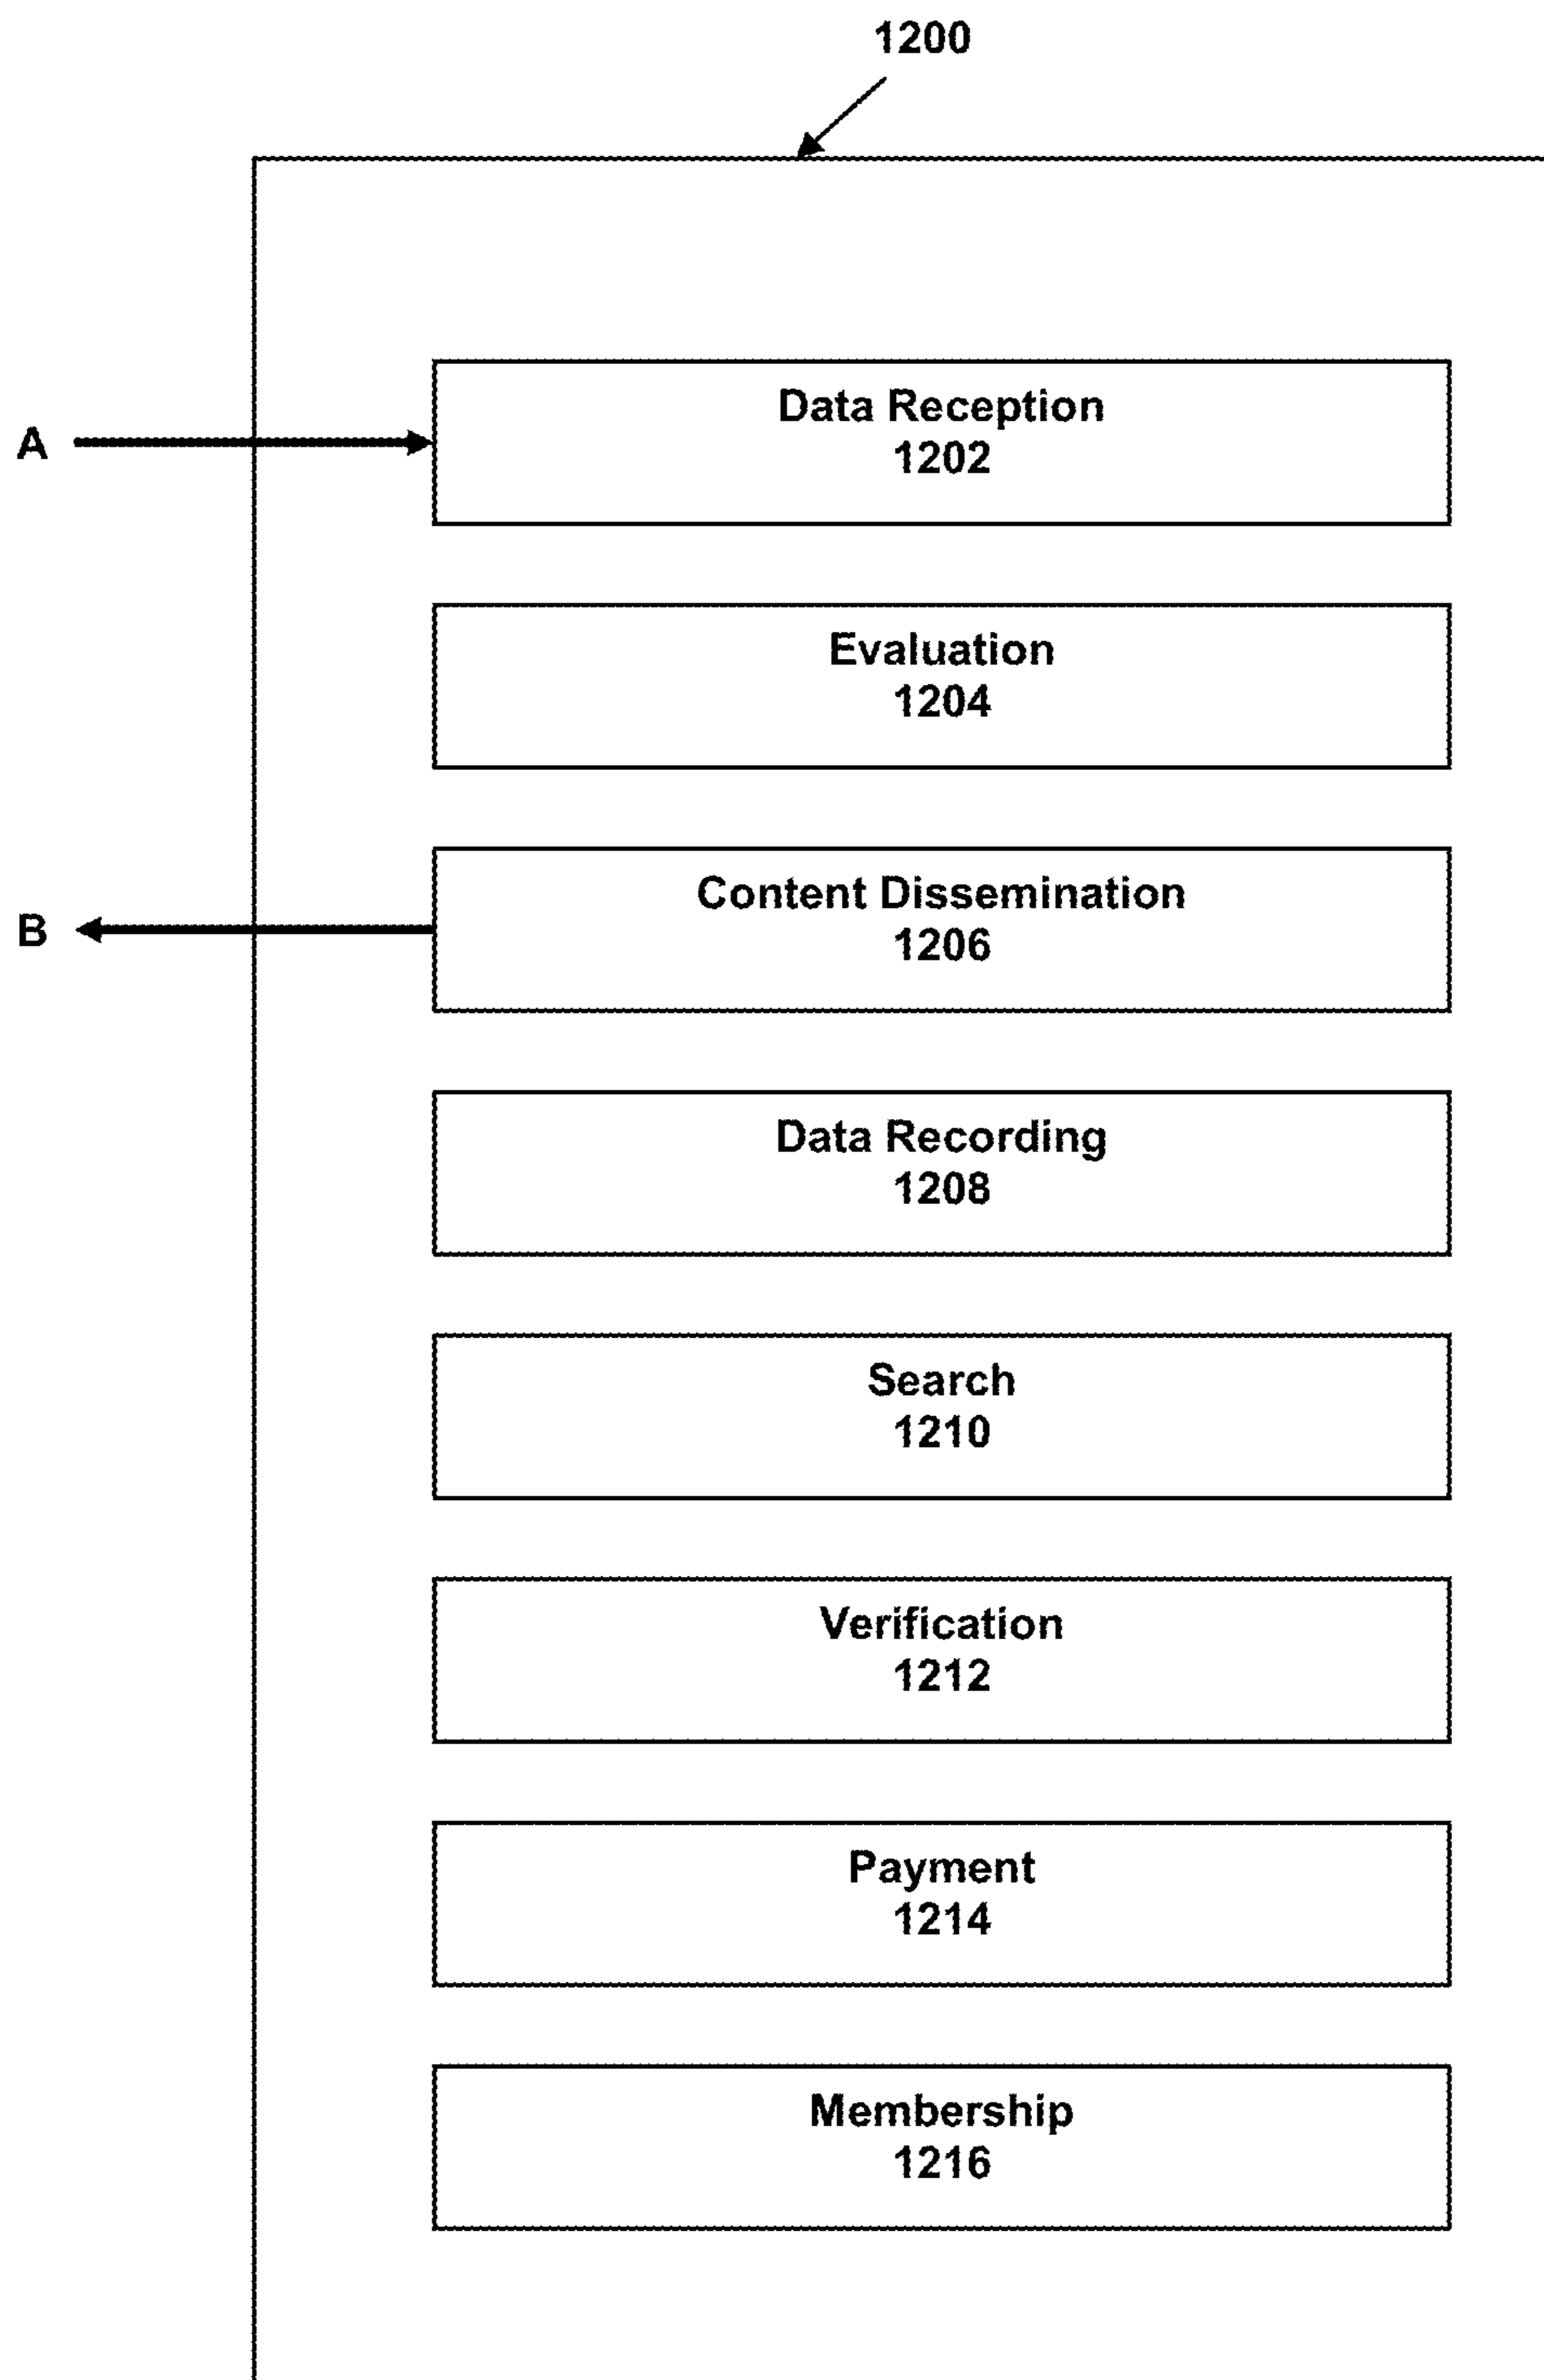 1200
A
Data Reception
1202
Evaluation
1204
B
Content Dissemination
1206
Data Recording
1208
Search
1210
Verification
1212
Payment
1214
Membership
1216